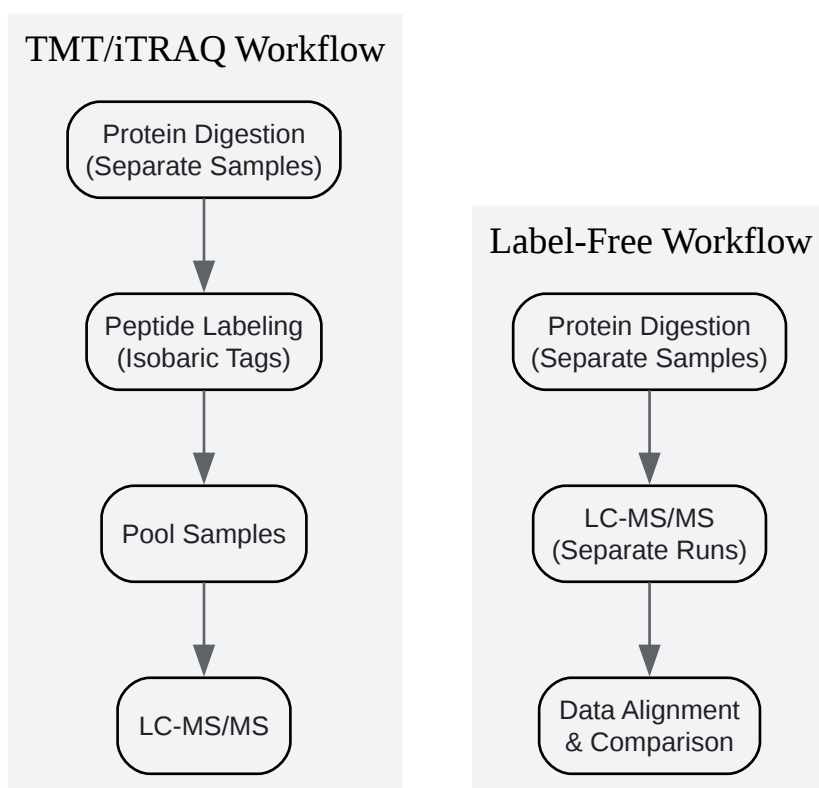 TMT/iTRAQ Workflow
Protein Digestion
(Separate Samples)
Peptide Labeling
(Isobaric Tags)
Pool Samples
LC-MS/MS
Label-Free Workflow
Protein Digestion
(Separate Samples)
LC-MS/MS
(Separate Runs)
Data Alignment
& Comparison